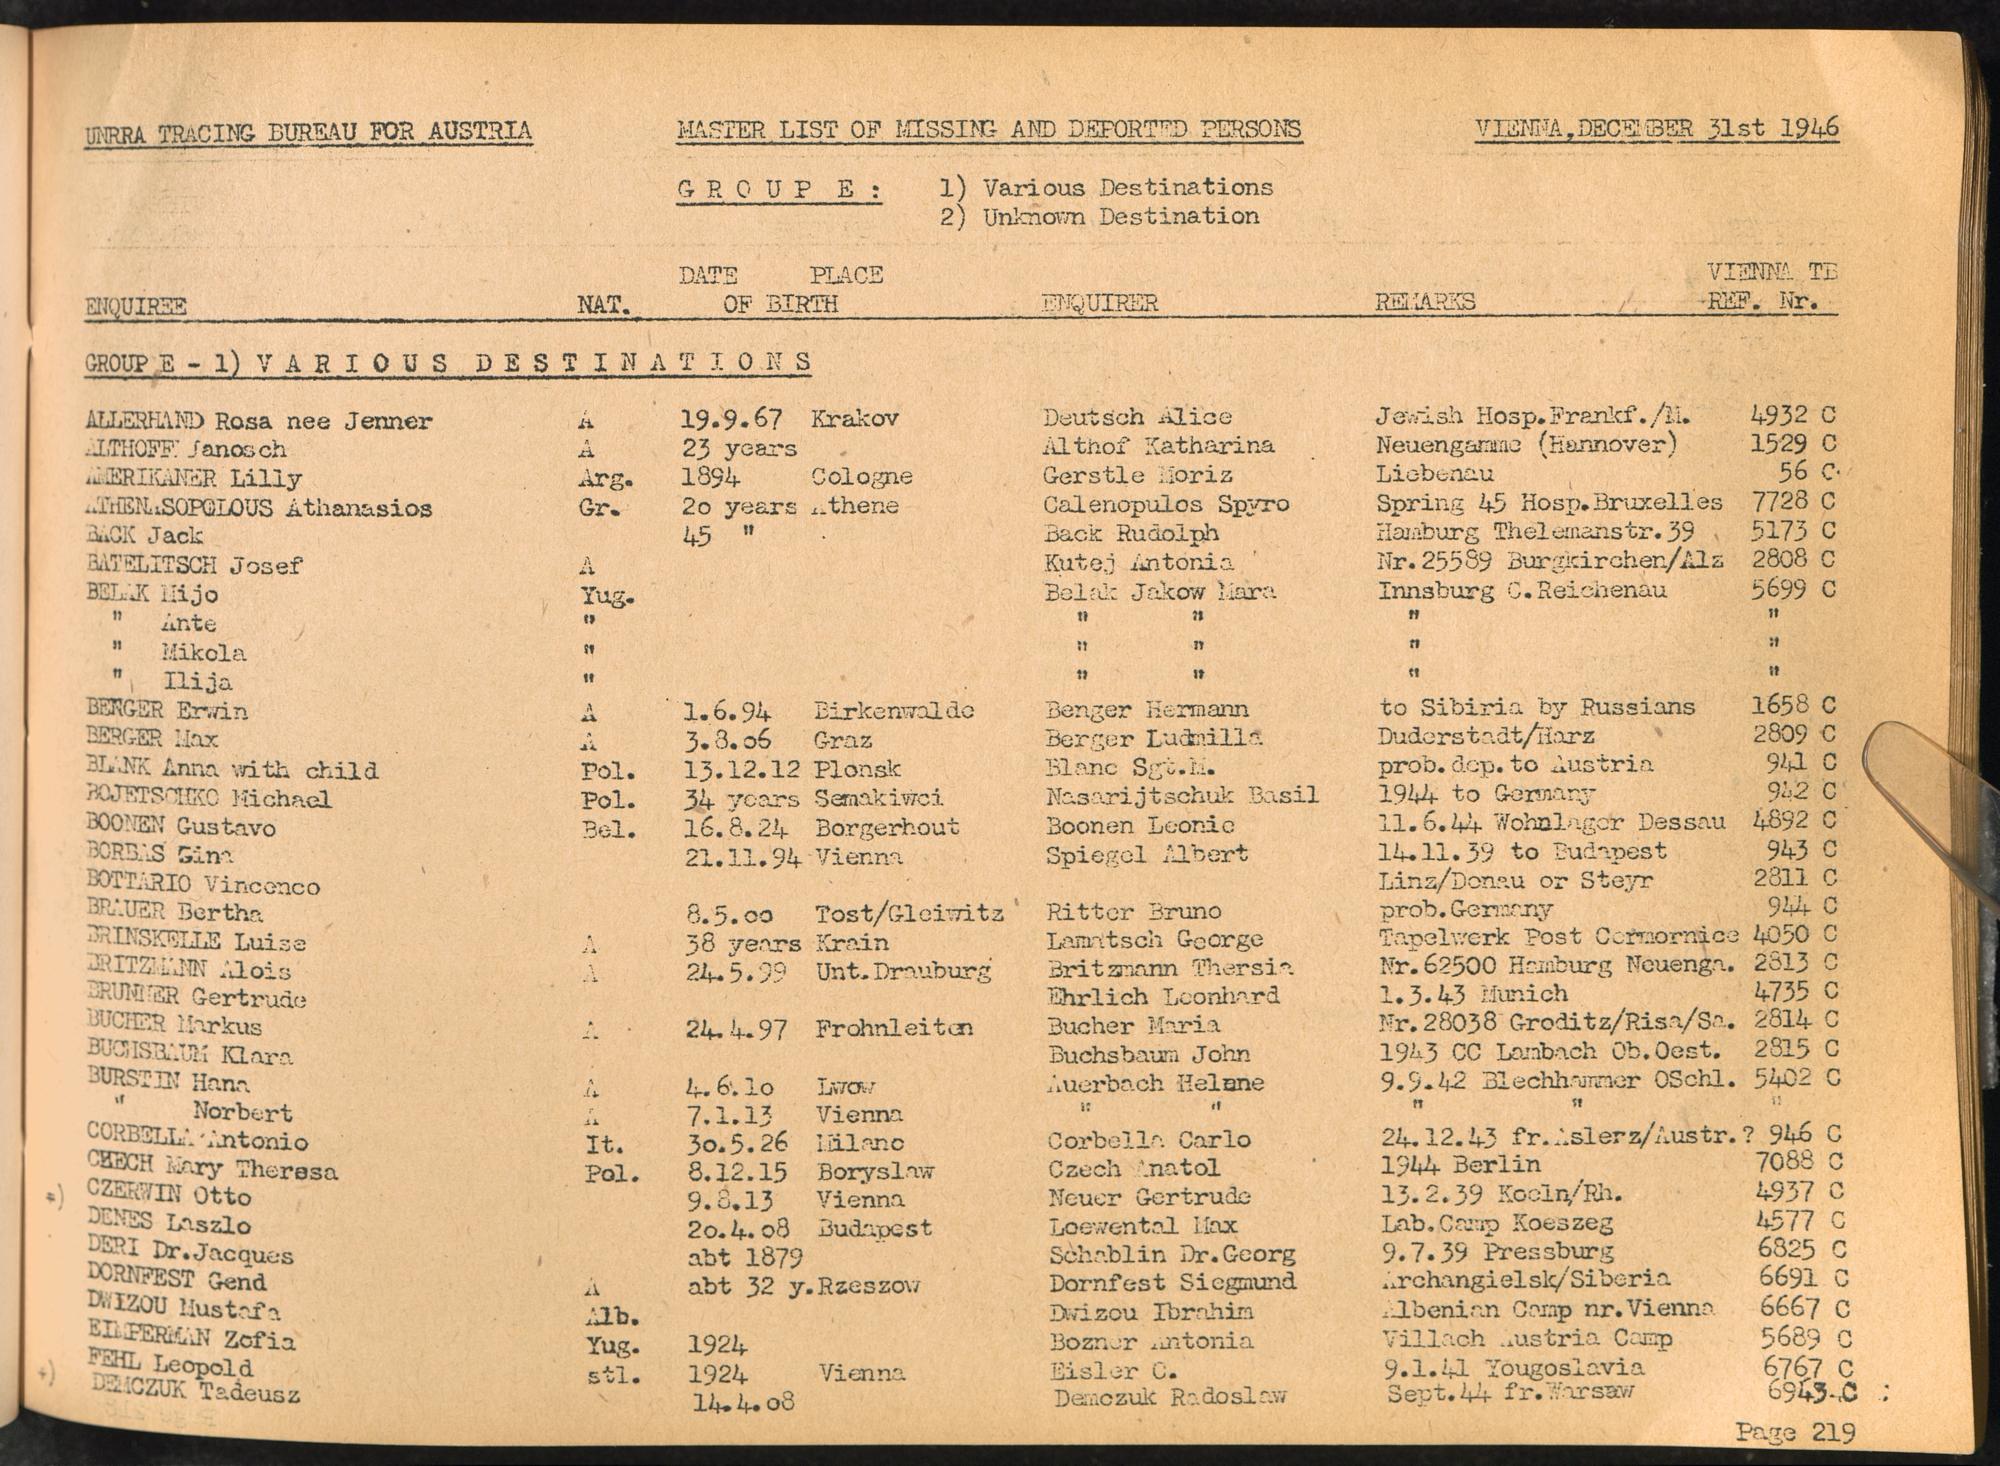 UNRRA TRACING BUREAU FOR AUSTRIA MASTER LIST OF MISSING AND DEPORTED PERSONS VIENNA,DECEMBER 31st 1946
G R O U P E : 1) Various Destinations
2) Unknown Destination
DATE PLACE VIENNA TB
ENQUIREE NAT. OF BIRTH ENQUIRER REMARKS REF. Nr.
GROUP E - 1) V A R I O U S D E S T I N A T I O N S
ALLERHAND Rosa nee Jenner A 19.9.67 Krakov Deutsch Alice Jewish Hosp.Frankf./M. 4932 C
ALTHOFF Janosch A 23 years Althof Katharina Neuengamme (Hannover) 1529 C
AMERIKANER Lilly Arg. 1894 Cologne Gerstle Moriz Liebenau 56 C
ATHENASOPOLOUS Athanasios Gr. 2o years Athene Calenopulos Spyro Spring 45 Hosp.Bruxelles 7728 C
BACK Jack 45 " Back Rudolph Hamburg Thelemanstr.39 5173 C
BATELITSCH Josef A Kutej Antonia Nr.25589 Burgkirchen/Alz 2808 C
BELAK Mijo Yug. Belak Jakow Mara Innsburg C.Reichenau 5699 C
" Ante " " " " "
" Mikola " " " " "
" Ilija " " " " "
BERGER Erwin A 1.6.94 Birkenwalde Benger Hermann to Sibiria by Russians 1658 C
BERGER Max A 3.8.o6 Graz Berger Ludmilla Duderstadt/Harz 2809 C
BLANK Anna with child Pol. 13.12.12 Plonsk Blanc Sgt.M. prob.dep.to Austria 941 C
BOJETSCHKO Michael Pol. 34 years Semakiwci Nasarijtschuk Basil 1944 to Germany 942 C
BOONEN Gustavo Bel. 16.8.24 Borgerhout Boonen Leonie 11.6.44 Wohnlager Dessau 4892 C
BORBAS Gina 21.11.94 Vienna Spiegel Albert 14.11.39 to Budapest 943 C
BOTTARIO Vincenco Linz/Donau or Steyr 2811 C
BRAUER Bertha 8.5.oo Tost/Gleiwitz Ritter Bruno prob.Germany 944 C
BRINSKELLE Luise A 38 years Krain Lamatsch George Tapelwerk Post Cermornice 4050 C
BRITZMANN Alois A 24.5.99 Unt.Drauburg Britzmann Thersia Nr.62500 Hamburg Neuenga. 2813 C
BRUNNER Gertrude Ehrlich Leonhard 1.3.43 Munich 4735 C
BUCHER Markus A 24.4.97 Frohnleiten Bucher Maria Nr.28038 Groditz/Risa/Sa. 2814 C
BUCHSBAUM Klara Buchsbaum John 1943 CC Lambach Ob.Oest. 2815 C
BURSTIN Hana A 4.6.1o Lwow Auerbach Helene 9.9.42 Blechhammer OSchl. 5402 C
" Norbert A 7.1.13 Vienna " " " " "
CORBELLA Antonio It. 3o.5.26 Milano Corbella Carlo 24.12.43 fr.Aslerz/Austr.? 946 C
CZECH Mary Theresa Pol. 8.12.15 Boryslaw Czech Anatol 1944 Berlin 7088 C
+) CZERWIN Otto 9.8.13 Vienna Neuer Gertrude 13.2.39 Koeln/Rh. 4937 C
DENES Laszlo 2o.4.o8 Budapest Loewental Max Lab.Camp Koeszeg 4577 C
DERI Dr.Jacques abt 1879 Schablin Dr.Georg 9.7.39 Pressburg 6825 C
DORNFEST Gend A abt 32 y.Rzeszow Dornfest Siegmund Archangielsk/Siberia 6691 C
DWIZOU Mustafa Alb. Dwizou Ibrahim Albenian Camp nr.Vienna 6667 C
EIMPERMAN Zofia Yug. 1924 Bozner Antonia Villach Austria Camp 5689 C
FEHL Leopold stl. 1924 Vienna Eisler C. 9.1.41 Yougoslavia 6767 C
+) DEMCZUK Tadeusz 14.4.o8 Demczuk Radoslaw Sept.44 fr.Warsaw 6943 C
Page 219